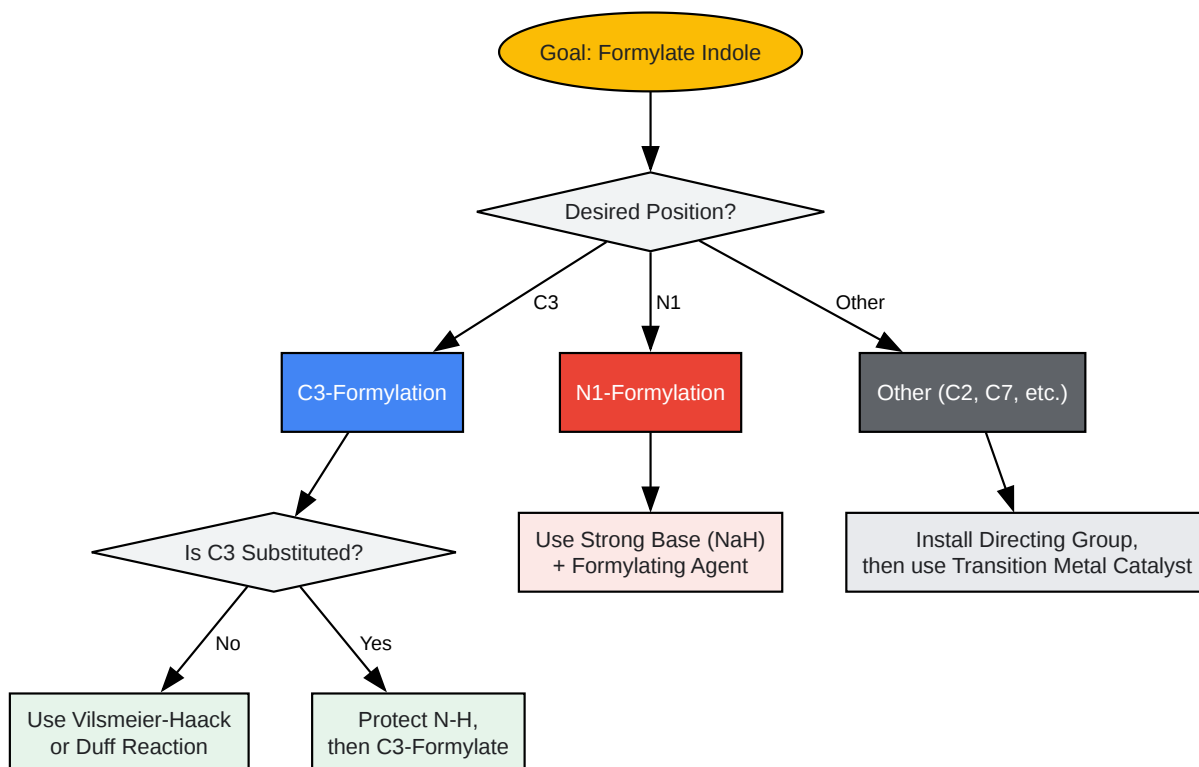 Goal: Formylate Indole
Desired Position?
C3
N1
Other
C3-Formylation
N1-Formylation
Other (C2, C7, etc.)
Is C3 Substituted?
Use Strong Base (NaH)
+ Formylating Agent
Install Directing Group,
then use Transition Metal Catalyst
No
Yes
Use Vilsmeier-Haack
or Duff Reaction
Protect N-H,
then C3-Formylate